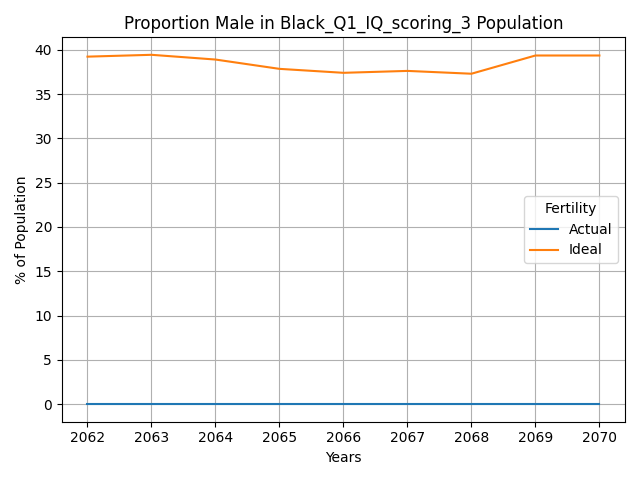 Proportion Male in Black_Q1_IQ_scoring_3 Population
40
35
30
25
20
15
10
5
0
% of Population
Fertility
Actual
Ideal
2062 2063 2064 2065 2066 2067 2068 2069 2070
Years